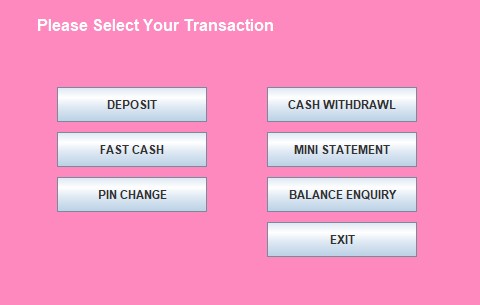 Please Select Your Transaction
DEPOSIT
CASH WITHDRAWL
FAST CASH
MINI STATEMENT
PIN CHANGE
BALANCE ENQUIRY
EXIT